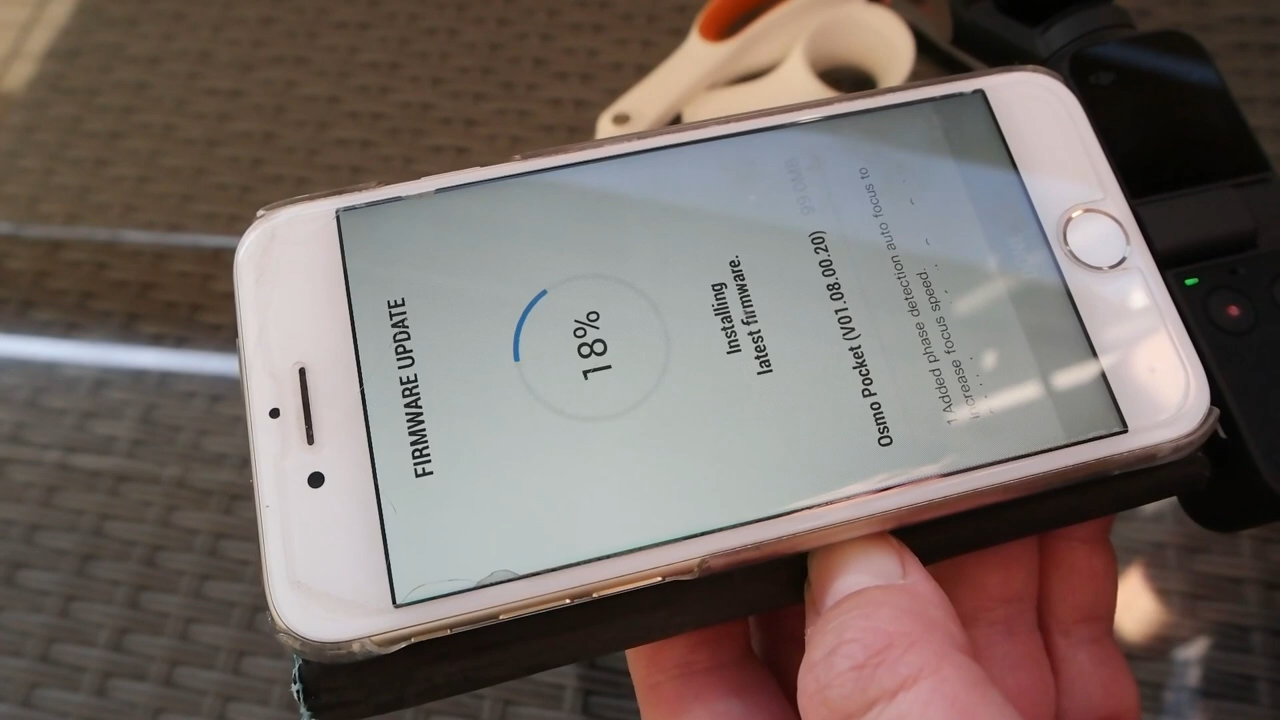 FIRMWARE UPDATE
18%
Installing
latest firmware.
Osmo Pocket (V01.08.00.20)
1.Added phase detection auto focus to
increase focus speed.